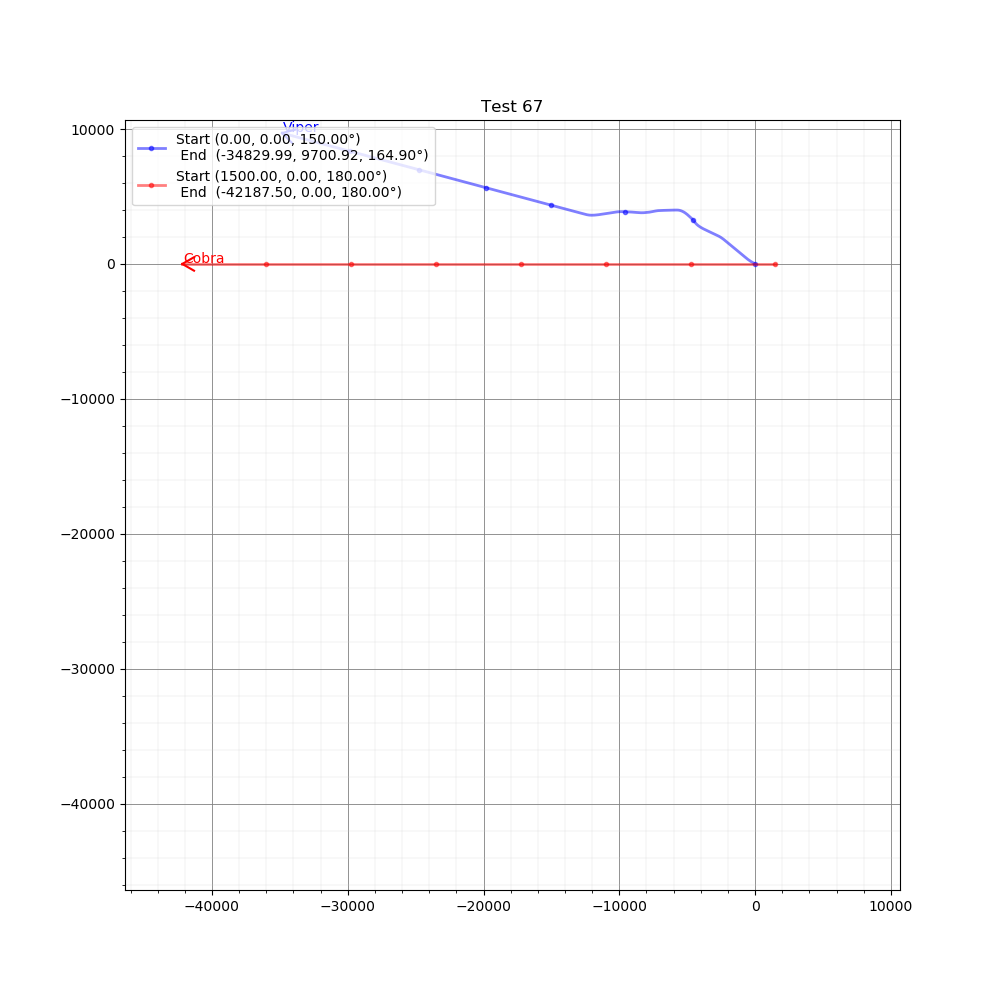 Test 67
Viper
Start (0.00, 0.00, 150.00°)
End  (-34829.99, 9700.92, 164.90°)
Start (1500.00, 0.00, 180.00°)
End  (-42187.50, 0.00, 180.00°)
Cobra
10000
0
−10000
−20000
−30000
−40000
−40000
−30000
−20000
−10000
0
10000